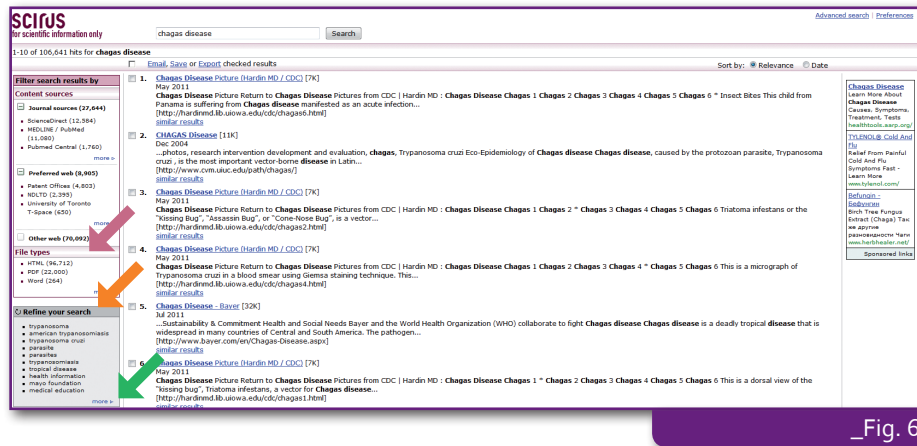 SCIRUS
for scientific information only
Advanced search | Preferences
chagas disease
Search
1-10 of 106,641 hits for chagas disease
Email, Save or Export checked results
Sort by: Relevance Date
Filter search results by
Content sources
Journal sources (27,644)
ScienceDirect (12,584)
MEDLINE / PubMed
(11,080)
Pubmed Central (1,760)
more
Preferred web (8,905)
Patent Offices (4,803)
NDLTD (2,395)
University of Toronto
T-Space (650)
Other web (70,092)
File types
HTML (96,712)
PDF (22,000)
Word (264)
Refine your search
trypanosoma
american trypanosomiasis
trypanosoma cruzi
parasite
parasites
trypanosomiasis
tropical disease
health information
mayo foundation
medical education
more
1. Chagas Disease Picture (Hardin MD / CDC) [7K]
May 2011
Chagas Disease Picture Return to Chagas Disease Pictures from CDC | Hardin MD : Chagas Disease Chagas 1 Chagas 2 Chagas 3 Chagas 4 Chagas 5 Chagas 6 * Insect Bites This child from
Panama is suffering from Chagas disease manifested as an acute infection...
[http://hardinmd.lib.uiowa.edu/cdc/chagas6.html]
similar results
2. CHAGAS Disease [11K]
Dec 2004
...photos, research intervention development and evaluation, chagas, Trypanosoma cruzi Eco-Epidemiology of Chagas disease Chagas disease, caused by the protozoan parasite, Trypanosoma
cruzi , is the most important vector-borne disease in Latin...
[http://www.cvm.uiuc.edu/path/chagas/]
similar results
3. Chagas Disease Picture (Hardin MD / CDC) [7K]
May 2011
Chagas Disease Picture Return to Chagas Disease Pictures from CDC | Hardin MD : Chagas Disease Chagas 1 Chagas 2 * Chagas 3 Chagas 4 Chagas 5 Chagas 6 Triatoma infestans or the
"Kissing Bug", "Assassin Bug", or "Cone-Nose Bug", is a vector...
[http://hardinmd.lib.uiowa.edu/cdc/chagas2.html]
similar results
4. Chagas Disease Picture (Hardin MD / CDC) [7K]
May 2011
Chagas Disease Picture Return to Chagas Disease Pictures from CDC | Hardin MD : Chagas Disease Chagas 1 Chagas 2 Chagas 3 Chagas 4 * Chagas 5 Chagas 6 This is a micrograph of
Trypanosoma cruzi in a blood smear using Giemsa staining technique. This...
[http://hardinmd.lib.uiowa.edu/cdc/chagas4.html]
similar results
5. Chagas Disease - Bayer [32K]
Jul 2011
...Sustainability & Commitment Health and Social Needs Bayer and the World Health Organization (WHO) collaborate to fight Chagas disease Chagas disease is a deadly tropical disease that is
widespread in many countries of Central and South America. The pathogen...
[http://www.bayer.com/en/Chagas-Disease.aspx]
similar results
6. Chagas Disease Picture (Hardin MD / CDC) [7K]
May 2011
Chagas Disease Picture Return to Chagas Disease Pictures from CDC | Hardin MD : Chagas Disease Chagas 1 * Chagas 2 Chagas 3 Chagas 4 Chagas 5 Chagas 6 This is a dorsal view of the
"kissing bug", Triatoma infestans, a vector for Chagas disease...
[http://hardinmd.lib.uiowa.edu/cdc/chagas1.html]
similar results
Chagas Disease
Learn More About
Chagas Disease
Causes, Symptoms,
Treatment, Tests
healthtools.aarp.org/
TYLENOL® Cold And
Flu
Relief From Painful
Cold And Flu
Symptoms Fast -
Learn More
www.tylenol.com/
Befungin -
Бефунгин
Birch Tree Fungus
Extract (Chaga) Так
же другие
разновидности Чаги
www.herbhealer.net/
Sponsored links
_Fig. 6